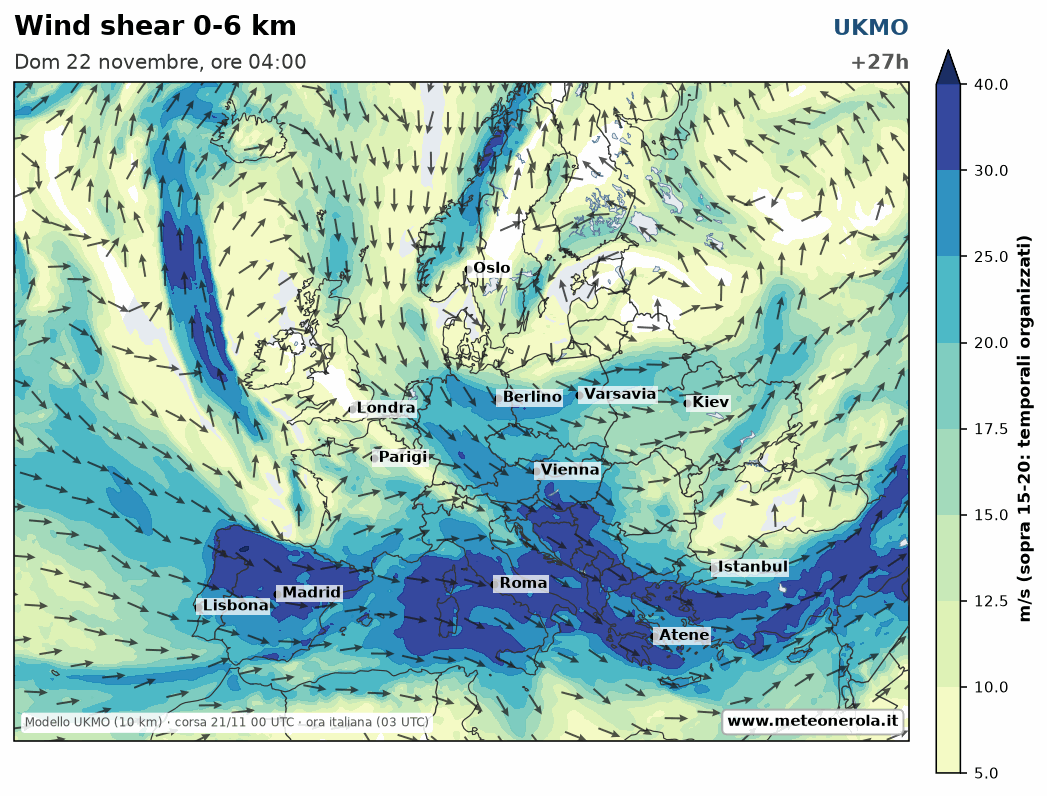 Wind shear 0-6 km
UKMO
Dom 22 novembre, ore 04:00
+27h
40.0
30.0
25.0
20.0
17.5
15.0
12.5
10.0
5.0
m/s (sopra 15-20: temporali organizzati)
Oslo
Berlino
Varsavia
Kiev
Londra
Parigi
Vienna
Istanbul
Roma
Madrid
Lisbona
Atene
Modello UKMO (10 km) · corsa 21/11 00 UTC · ora italiana (03 UTC)
www.meteonerola.it